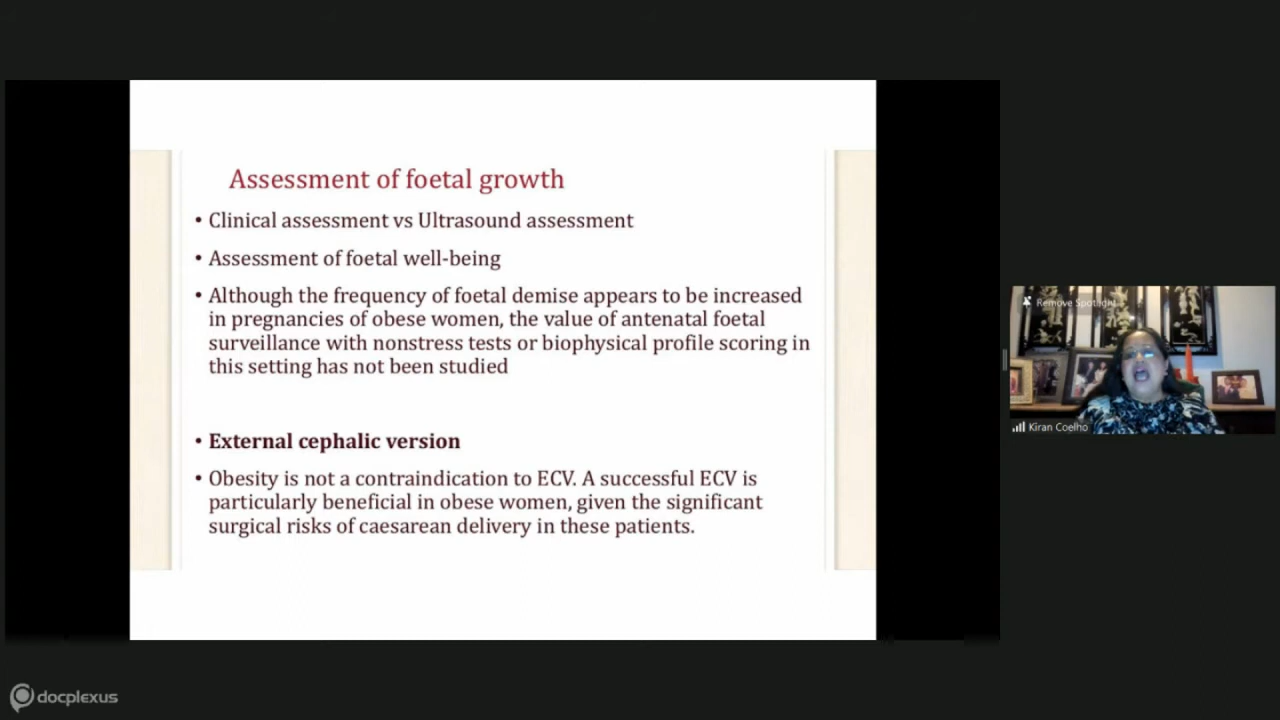 Assessment of foetal growth
• Clinical assessment vs Ultrasound assessment
• Assessment of foetal well-being
• Although the frequency of foetal demise appears to be increased
in pregnancies of obese women, the value of antenatal foetal
surveillance with nonstress tests or biophysical profile scoring in
this setting has not been studied
• External cephalic version
• Obesity is not a contraindication to ECV. A successful ECV is
particularly beneficial in obese women, given the significant
surgical risks of caesarean delivery in these patients.
Remove Spotlight
Kiran Coelho
docplexus